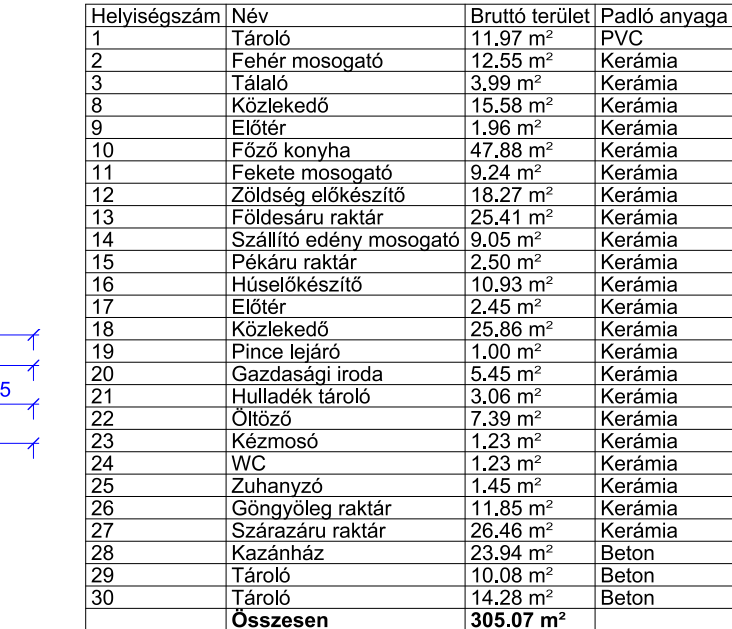 Helyiségszám Név Bruttó terület Padló anyaga
1 Tároló 11.97 m² PVC
2 Fehér mosogató 12.55 m² Kerámia
3 Tálaló 3.99 m² Kerámia
8 Közlekedő 15.58 m² Kerámia
9 Előtér 1.96 m² Kerámia
10 Főző konyha 47.88 m² Kerámia
11 Fekete mosogató 9.24 m² Kerámia
12 Zöldség előkészítő 18.27 m² Kerámia
13 Földesáru raktár 25.41 m² Kerámia
14 Szállító edény mosogató 9.05 m² Kerámia
15 Pékáru raktár 2.50 m² Kerámia
16 Húselőkészítő 10.93 m² Kerámia
17 Előtér 2.45 m² Kerámia
18 Közlekedő 25.86 m² Kerámia
19 Pince lejáró 1.00 m² Kerámia
20 Gazdasági iroda 5.45 m² Kerámia
5
21 Hulladék tároló 3.06 m² Kerámia
22 Öltöző 7.39 m² Kerámia
23 Kézmosó 1.23 m² Kerámia
24 WC 1.23 m² Kerámia
25 Zuhanyzó 1.45 m² Kerámia
26 Göngyöleg raktár 11.85 m² Kerámia
27 Szárazáru raktár 26.46 m² Kerámia
28 Kazánház 23.94 m² Beton
29 Tároló 10.08 m² Beton
30 Tároló 14.28 m² Beton
Összesen 305.07 m²